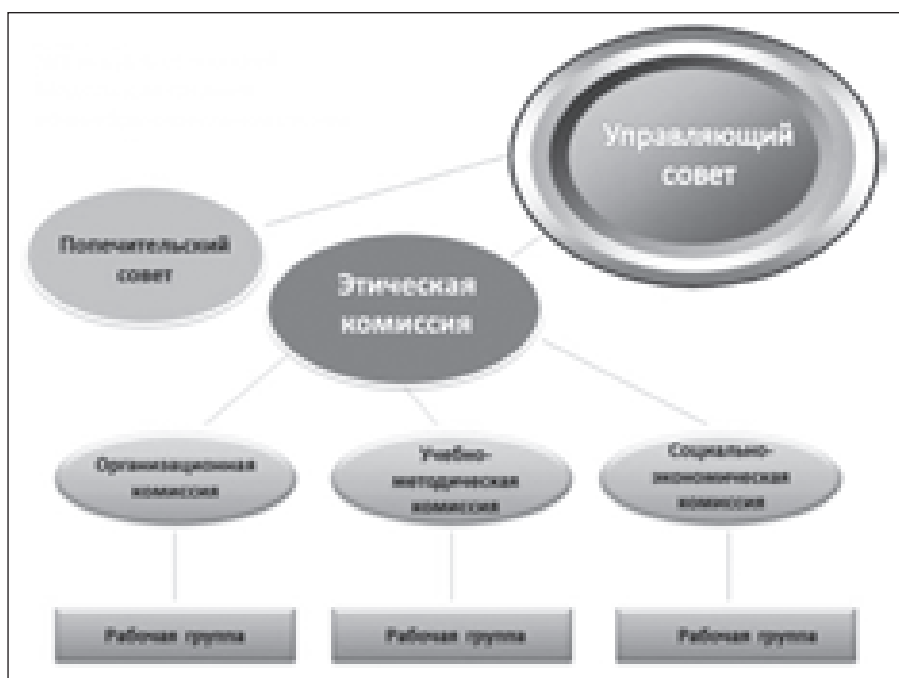 Управляющий
совет
Попечительский
совет
Этическая
комиссия
Организационная
комиссия
Учебно-
методическая
комиссия
Социально-
экономическая
комиссия
Рабочая группа
Рабочая группа
Рабочая группа